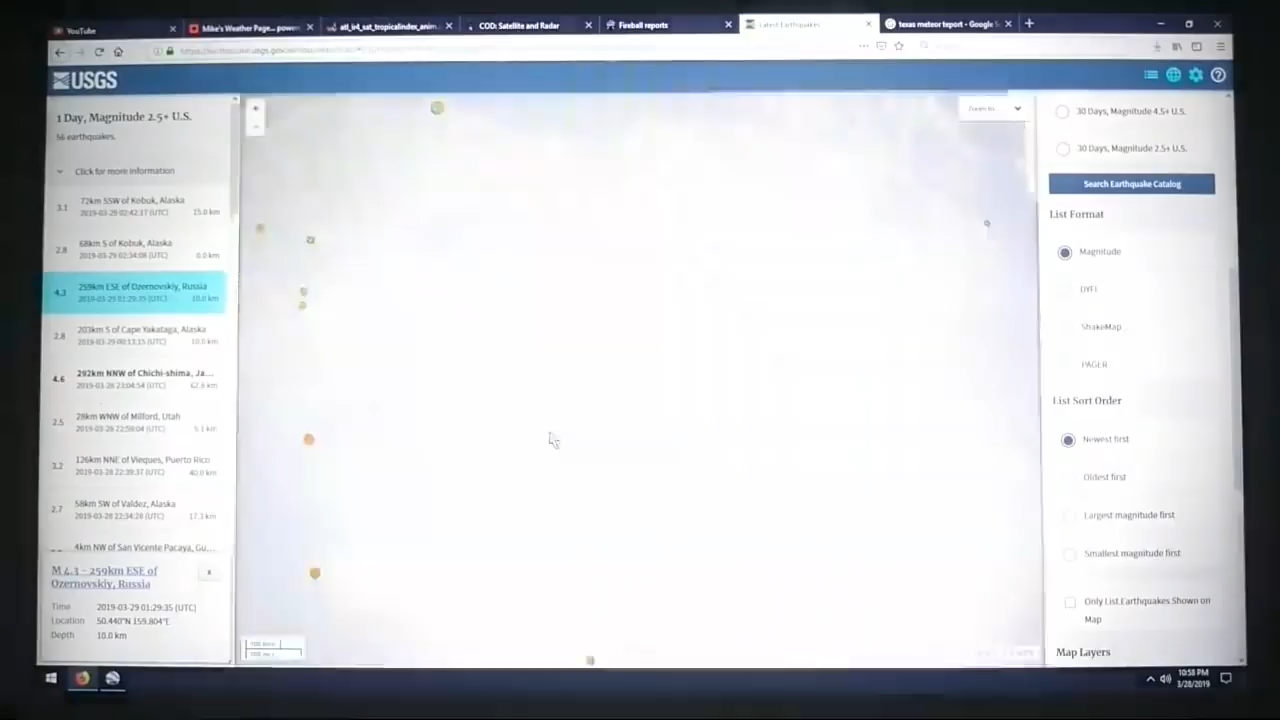 YouTube
Mike's Weather Page... power
atl_ir4_sat_tropicalindex_anim.
COD: Satellite and Radar
Fireball reports
Latest Earthquakes
texas meteor teport - Google S
USGS
1 Day, Magnitude 2.5+ U.S.
56 earthquakes.
Click for more information
3.1 72km SSW of Kobuk, Alaska
2019-03-29 02:42:17 (UTC) 15.0 km
2.8 68km S of Kobuk, Alaska
2019-03-29 02:34:08 (UTC) 0.0 km
4.3 259km ESE of Ozernovskiy, Russia
2019-03-29 01:29:35 (UTC) 10.0 km
2.8 203km S of Cape Yakataga, Alaska
2019-03-29 00:13:15 (UTC) 10.0 km
4.6 292km NNW of Chichi-shima, Ja...
2019-03-28 23:04:54 (UTC)
2.5 28km WNW of Milford, Utah
2019-03-28 22:58:04 (UTC) 5.1 km
3.2 126km NNE of Vieques, Puerto Rico
2019-03-28 22:39:37 (UTC) 40.0 km
2.7 58km SW of Valdez, Alaska
2019-03-28 22:34:28 (UTC) 17.3 km
4km NW of San Vicente Pacaya, Gu...
M 4.3 - 259km ESE of
Ozernovskiy, Russia
x
Time 2019-03-29 01:29:35 (UTC)
Location 50.440°N 159.804°E
Depth 10.0 km
+
-
Zoom to...
30 Days, Magnitude 4.5+ U.S.
30 Days, Magnitude 2.5+ U.S.
Search Earthquake Catalog
List Format
Magnitude
DYFI
ShakeMap
PAGER
List Sort Order
Newest first
Oldest first
Largest magnitude first
Smallest magnitude first
Only List Earthquakes Shown on
Map
Map Layers
10:58 PM
3/28/2019